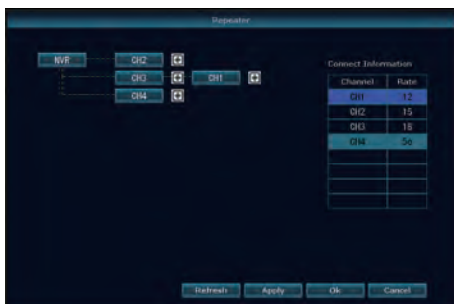 Repeater
NVR CH2
CH3 CH1
CH4
Connect Information
Channel Rate
CH1 12
CH2 15
CH3 18
CH4 56
Refresh Apply Ok Cancel